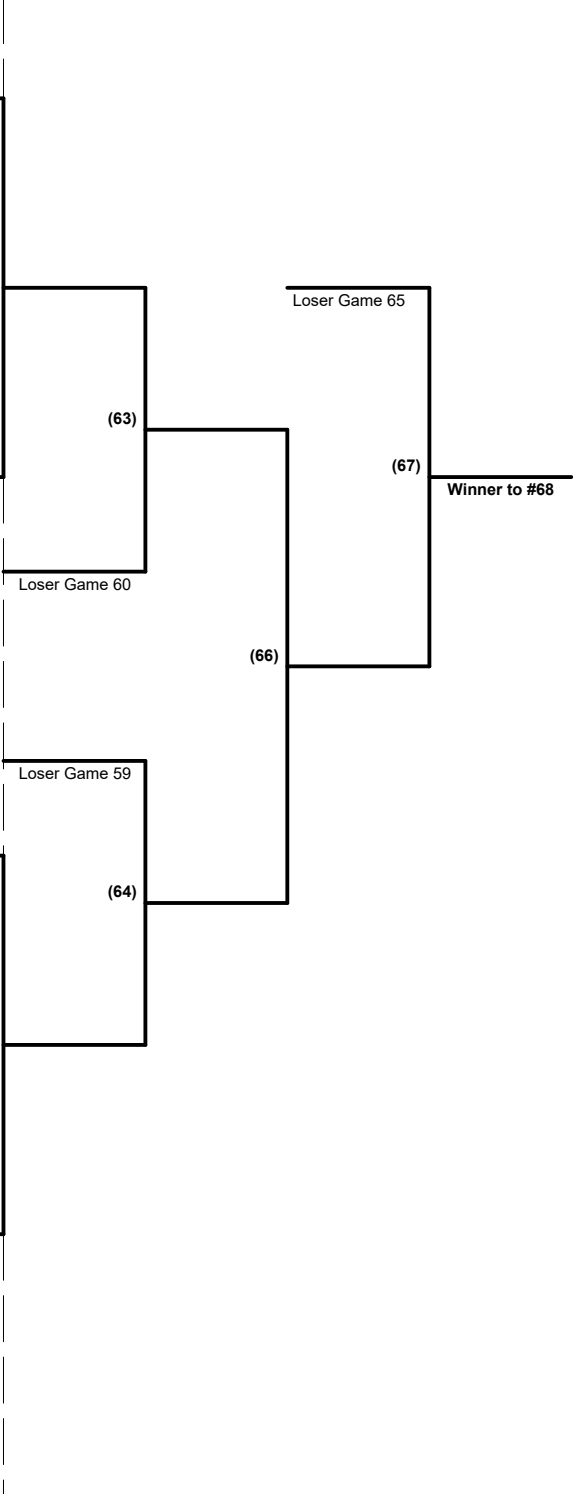 Loser Game 65
(63)
(67)
Winner to #68
Loser Game 60
(66)
Loser Game 59
(64)